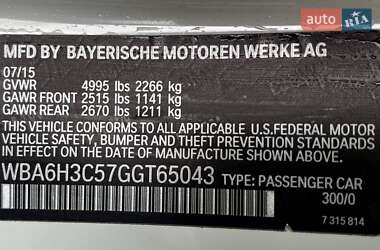 auto RIA
MFD BY BAYERISCHE MOTOREN WERKE AG
07/15
GVWR 4995 lbs 2266 kg
GAWR FRONT 2515 lbs 1141 kg
GAWR REAR 2670 lbs 1211 kg
THIS VEHICLE CONFORMS TO ALL APPLICABLE U.S.FEDERAL MOTOR
VEHICLE SAFETY, BUMPER AND THEFT PREVENTION
STANDARDS IN EFFECT ON THE DATE OF MANUFACTURE SHOWN ABOVE
WBA6H3C57GGT65043 TYPE: PASSENGER CAR
300/0
7 315 814